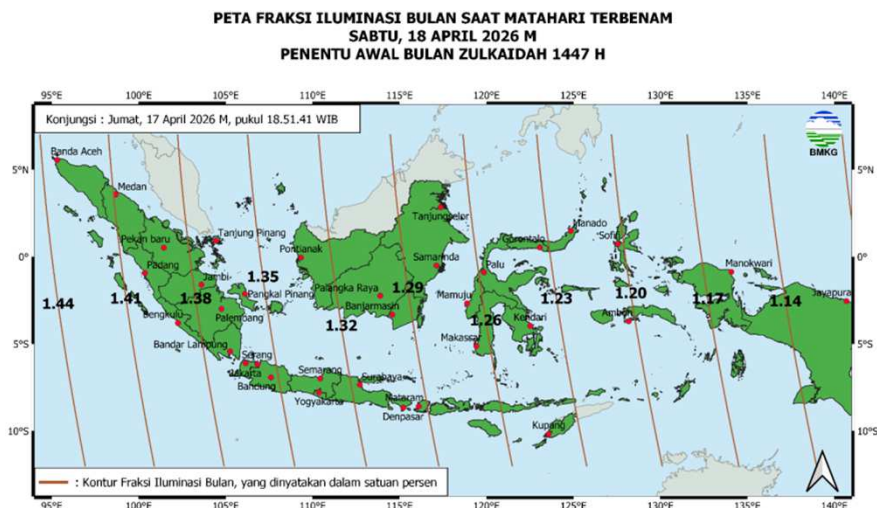 PETA FRAKSI ILUMINASI BULAN SAAT MATAHARI TERBENAM
SABTU, 18 APRIL 2026 M
PENENTU AWAL BULAN ZULKAIDAH 1447 H
95°E 100°E 105°E 110°E 115°E 120°E 125°E 130°E 135°E 140°E
Konjungsi : Jumat, 17 April 2026 M, pukul 18.51.41 WIB
BMKG
Banda Aceh
5°N 5°N
Medan
Tanjungselor
Manado
Tanjung Pinang
Sofifi
Pekan baru
Gorontalo
Pontianak
0° 0°
Padang
Samarinda
Palu
Manokwari
1.35
Jambi
Palangka Raya
1.29
Jayapura
1.44 1.41 1.38
Pangkal Pinang
Mamuju
1.23 1.20 1.17 1.14
Bengkulu
Palembang
Banjarmasin
1.32
1.26
Kendari
Ambon
Makassar
5°S 5°S
Bandar Lampung
Serang
Jakarta
Semarang
Surabaya
Bandung
Yogyakarta
Mataram
Denpasar
Kupang
10°S 10°S
: Kontur Fraksi Iluminasi Bulan, yang dinyatakan dalam satuan persen
95°E 100°E 105°E 110°E 115°E 120°E 125°E 130°E 135°E 140°E